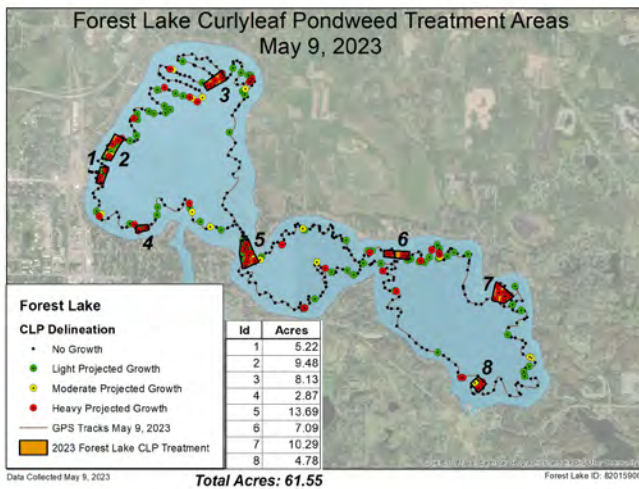 Forest Lake Curlyleaf Pondweed Treatment Areas
May 9, 2023
3
1
2
4
5
6
7
8
Forest Lake
CLP Delineation
No Growth
Light Projected Growth
Moderate Projected Growth
Heavy Projected Growth
GPS Tracks May 9, 2023
2023 Forest Lake CLP Treatment
Id Acres
1 5.22
2 9.48
3 8.13
4 2.87
5 13.69
6 7.09
7 10.29
8 4.78
Data Collected May 9, 2023
Total Acres: 61.55
Forest Lake ID: 82015900